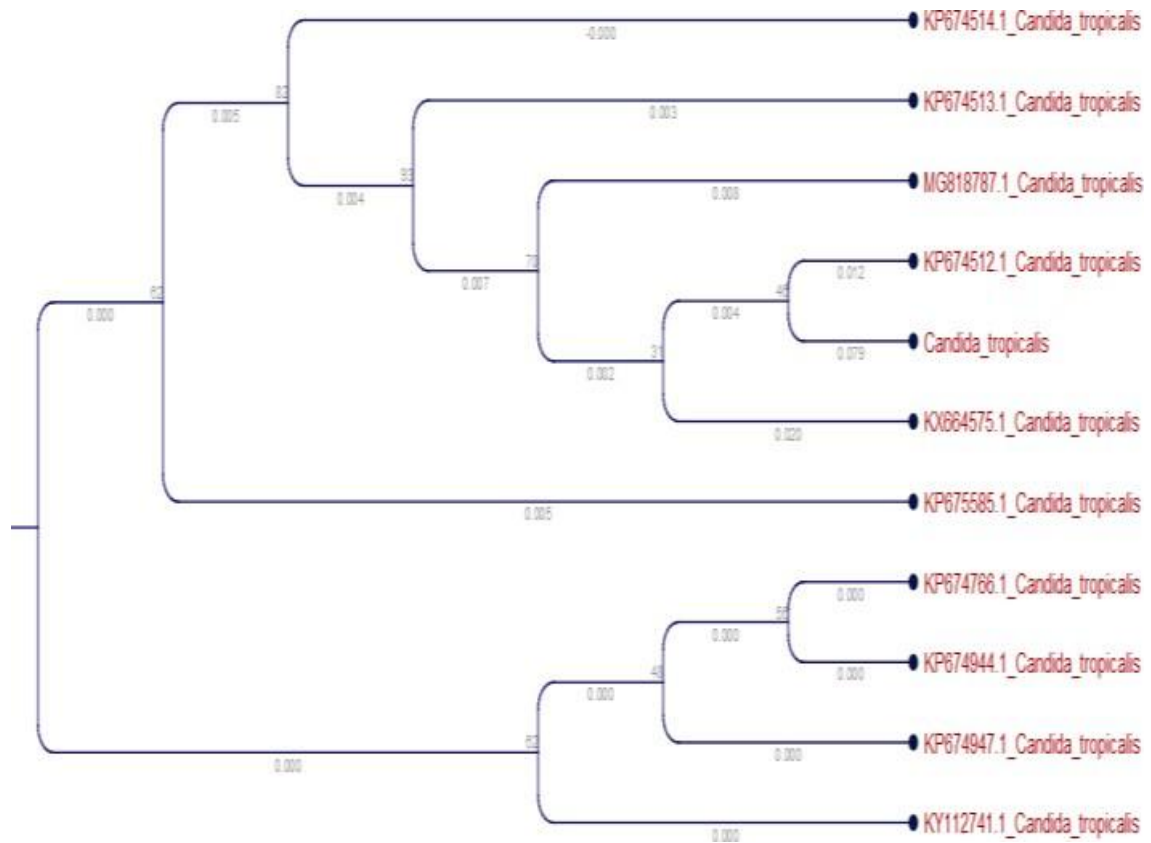 KP674514.1_Candida_tropicalis
-0.000
82
0.005
KP674513.1_Candida_tropicalis
0.003
0.004
MG818787.1_Candida_tropicalis
0.008
0.007
KP674512.1_Candida_tropicalis
0.012
0.004
0.000
Candida_tropicalis
0.079
0.002
KX664575.1_Candida_tropicalis
0.020
KP675585.1_Candida_tropicalis
0.005
KP674766.1_Candida_tropicalis
0.000
0.000
KP674944.1_Candida_tropicalis
0.000
0.000
KP674947.1_Candida_tropicalis
0.000
0.000
KY112741.1_Candida_tropicalis
0.000